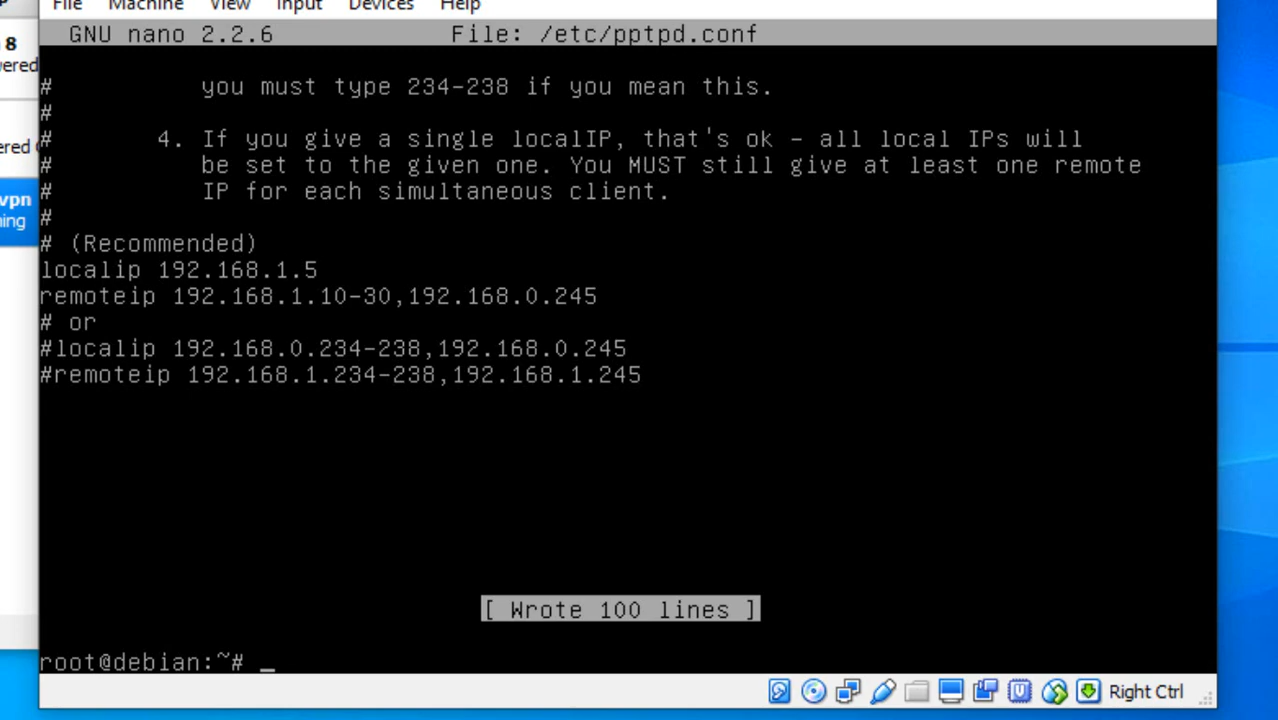 File Machine View Input Devices Help
GNU nano 2.2.6 File: /etc/pptpd.conf
8
vered
ered
vpn
ning
# you must type 234-238 if you mean this.
#
# 4. If you give a single localIP, that's ok - all local IPs will
# be set to the given one. You MUST still give at least one remote
# IP for each simultaneous client.
#
# (Recommended)
localip 192.168.1.5
remoteip 192.168.1.10-30,192.168.0.245
# or
#localip 192.168.0.234-238,192.168.0.245
#remoteip 192.168.1.234-238,192.168.1.245
[ Wrote 100 lines ]
root@debian:~# _
Right Ctrl